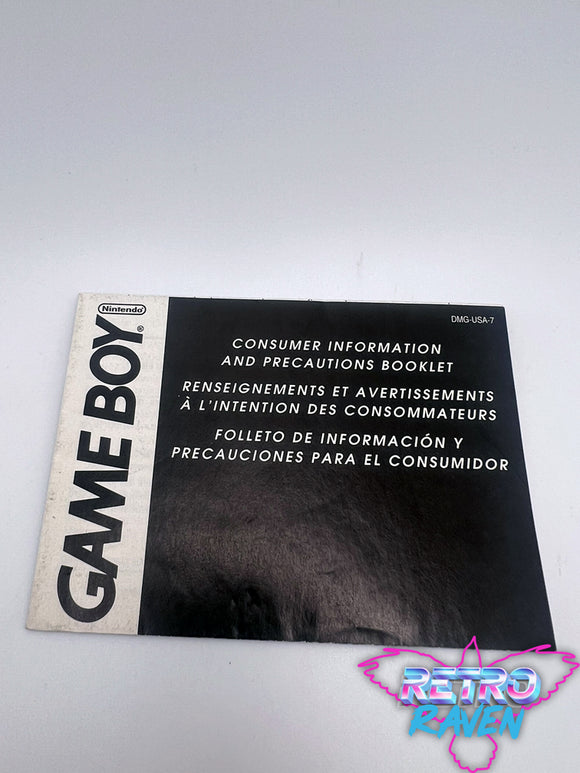 Nintendo®
GAME BOY
DMG-USA-7
CONSUMER INFORMATION
AND PRECAUTIONS BOOKLET
RENSEIGNEMENTS ET AVERTISSEMENTS
À L'INTENTION DES CONSOMMATEURS
FOLLETO DE INFORMACIÓN Y
PRECAUCIONES PARA EL CONSUMIDOR
RETRO
RAVEN